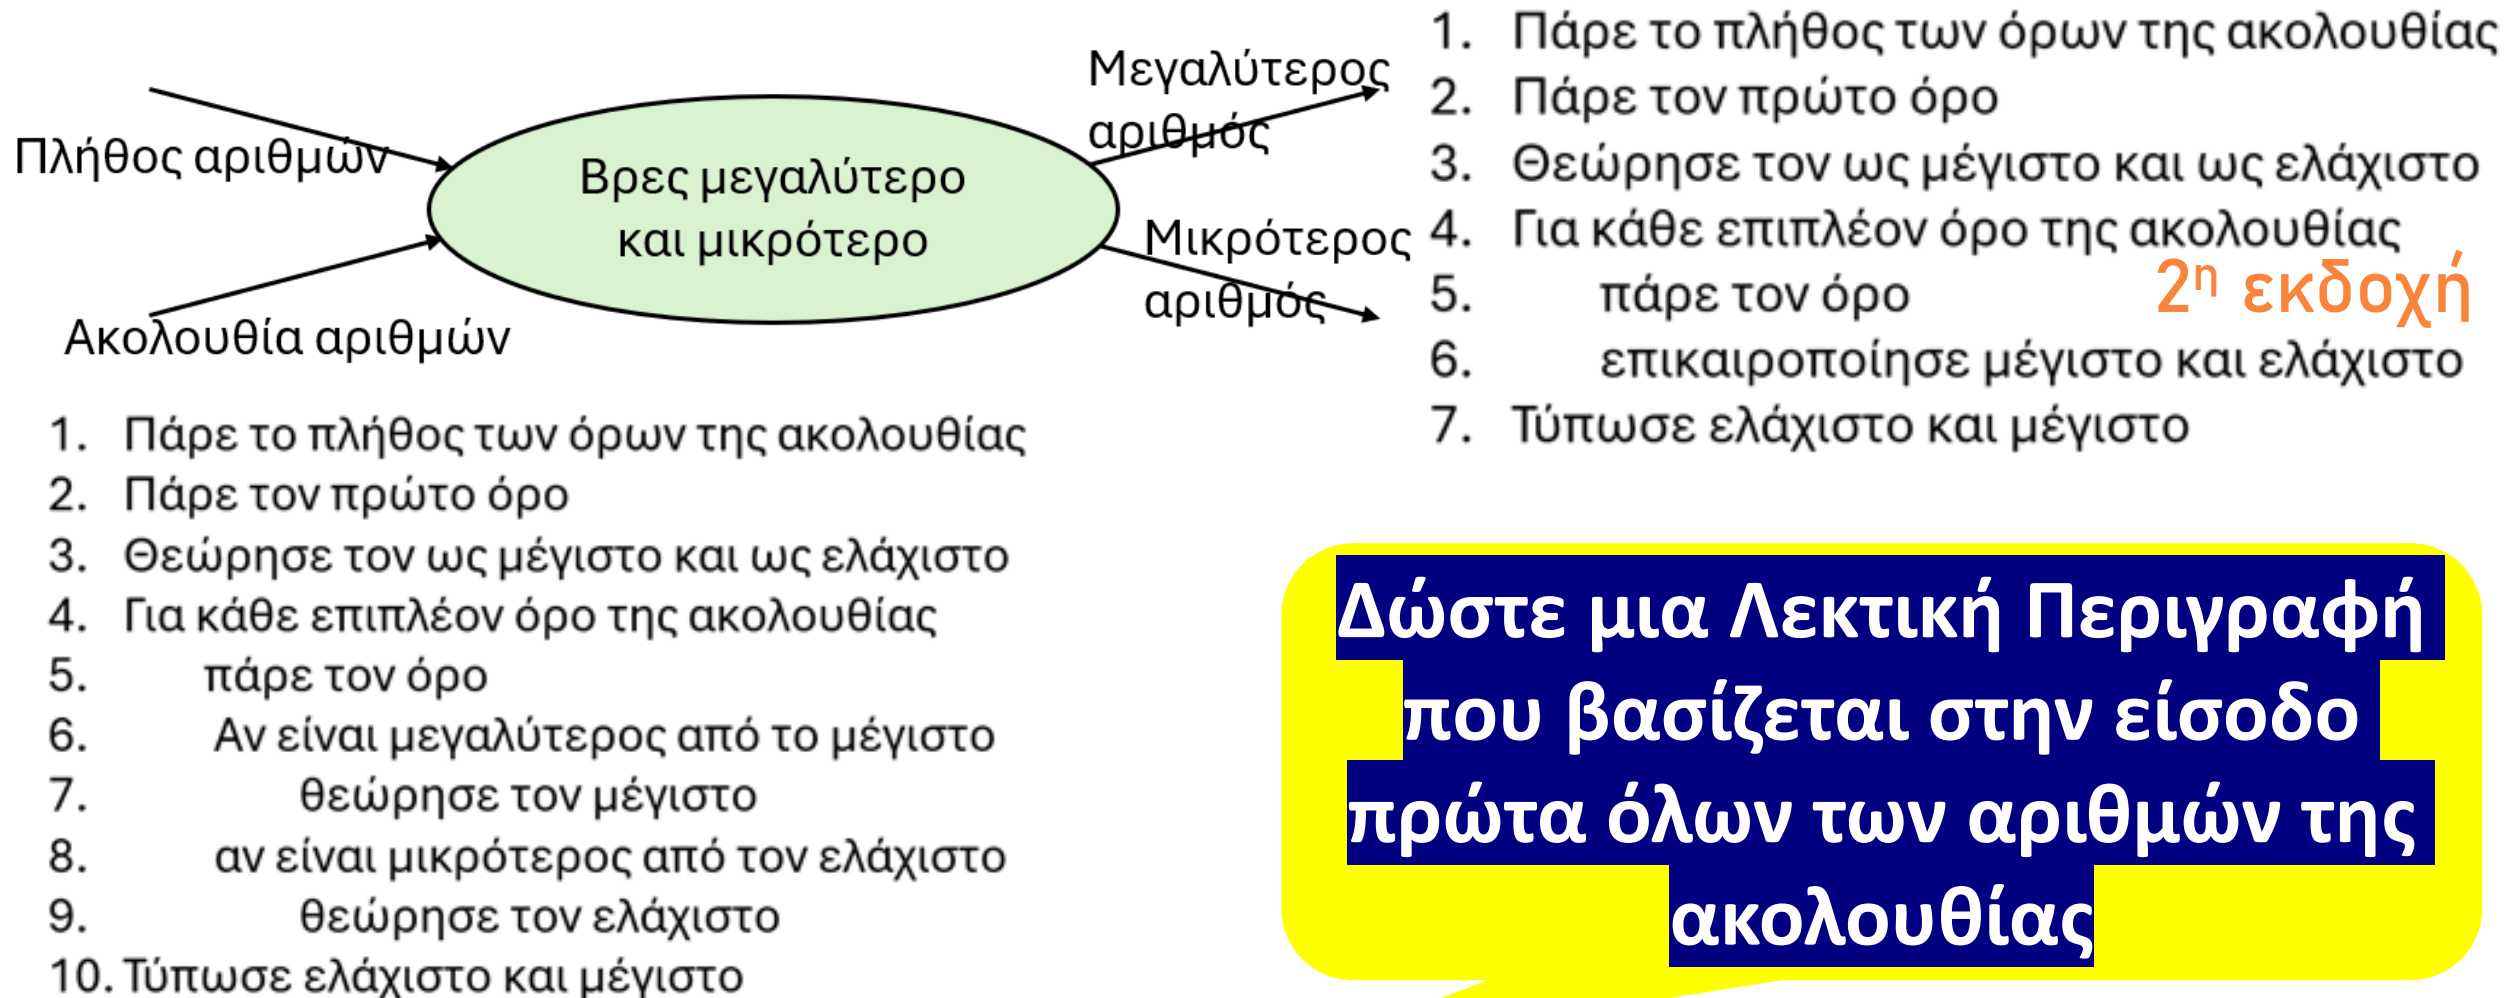 Πλήθος αριθμών
Ακολουθία αριθμών
Βρες μεγαλύτερο
και μικρότερο
Μεγαλύτερος
αριθμός
Μικρότερος
αριθμός
1. Πάρε το πλήθος των όρων της ακολουθίας
2. Πάρε τον πρώτο όρο
3. Θεώρησε τον ως μέγιστο και ως ελάχιστο
4. Για κάθε επιπλέον όρο της ακολουθίας
5. πάρε τον όρο
6. επικαιροποίησε μέγιστο και ελάχιστο
7. Τύπωσε ελάχιστο και μέγιστο
2η εκδοχή
1. Πάρε το πλήθος των όρων της ακολουθίας
2. Πάρε τον πρώτο όρο
3. Θεώρησε τον ως μέγιστο και ως ελάχιστο
4. Για κάθε επιπλέον όρο της ακολουθίας
5. πάρε τον όρο
6. Αν είναι μεγαλύτερος από το μέγιστο
7. θεώρησε τον μέγιστο
8. αν είναι μικρότερος από τον ελάχιστο
9. θεώρησε τον ελάχιστο
10. Τύπωσε ελάχιστο και μέγιστο
Δώστε μια Λεκτική Περιγραφή
που βασίζεται στην είσοδο
πρώτα όλων των αριθμών της
ακολουθίας